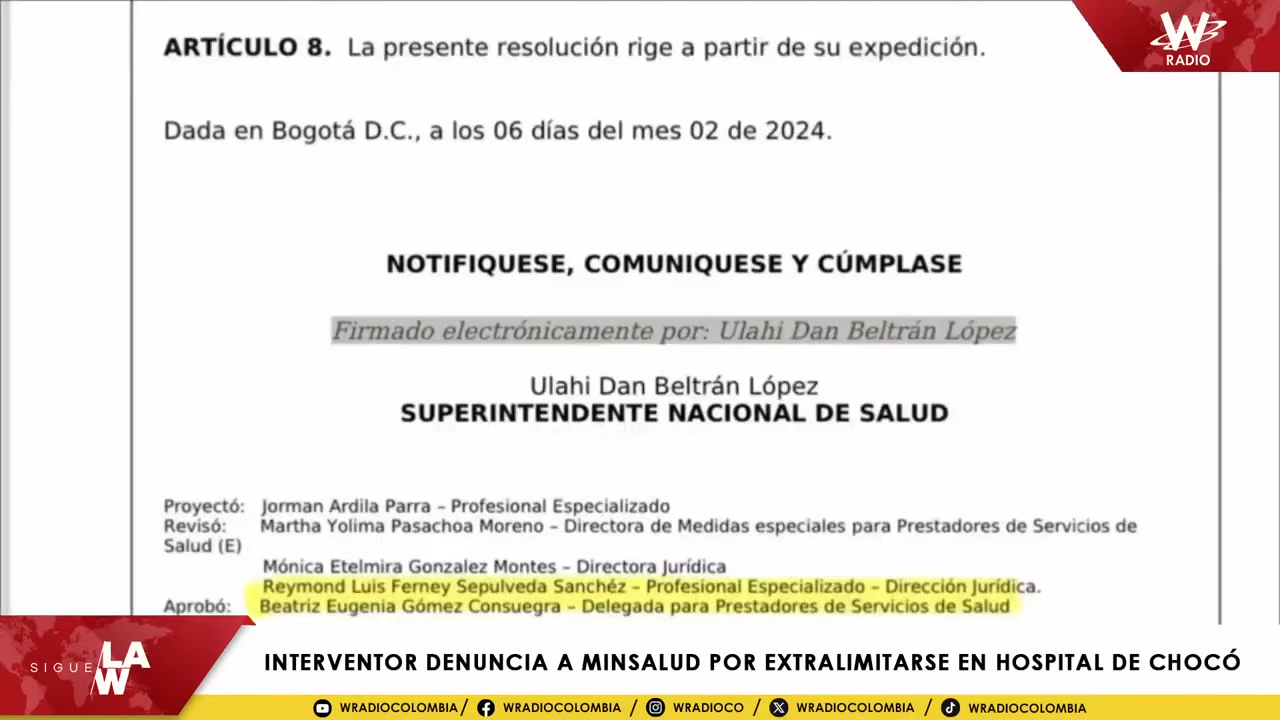 W
RADIO
ARTÍCULO 8. La presente resolución rige a partir de su expedición.
Dada en Bogotá D.C., a los 06 días del mes 02 de 2024.
NOTIFIQUESE, COMUNIQUESE Y CÚMPLASE
Firmado electrónicamente por: Ulahi Dan Beltrán López
Ulahi Dan Beltrán López
SUPERINTENDENTE NACIONAL DE SALUD
Proyectó: Jorman Ardila Parra – Profesional Especializado
Revisó: Martha Yolima Pasachoa Moreno – Directora de Medidas especiales para Prestadores de Servicios de
Salud (E)
Mónica Etelmira Gonzalez Montes – Directora Jurídica
Reymond Luis Ferney Sepulveda Sanchéz – Profesional Especializado – Dirección Jurídica.
Aprobó: Beatriz Eugenia Gómez Consuegra – Delegada para Prestadores de Servicios de Salud
SIGUE LA W
INTERVENTOR DENUNCIA A MINSALUD POR EXTRALIMITARSE EN HOSPITAL DE CHOCÓ
WRADIOCOLOMBIA / WRADIOCOLOMBIA / WRADIOCO / WRADIOCOLOMBIA / WRADIOCOLOMBIA